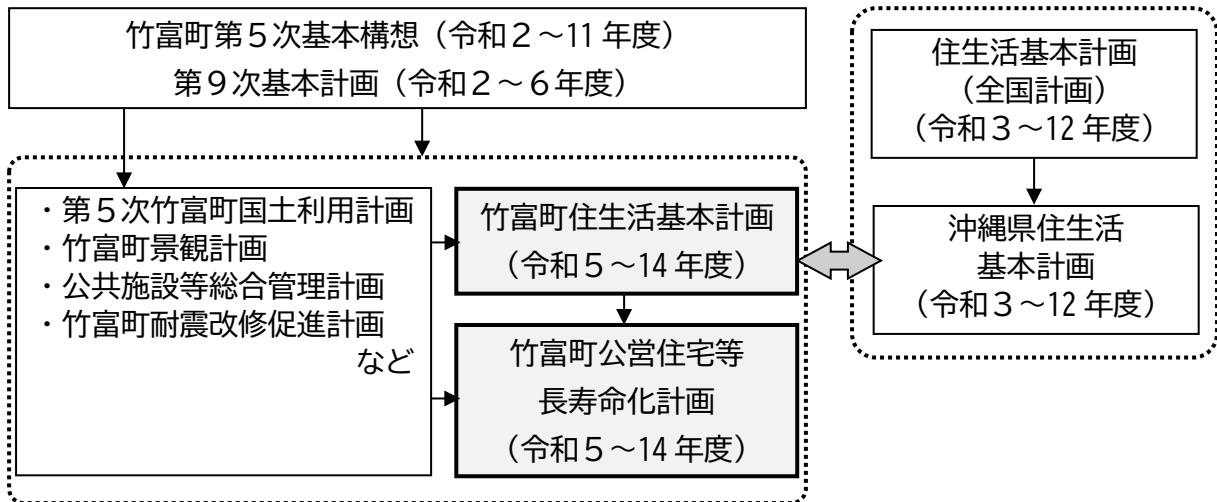 竹富町第５次基本構想（令和２～11 年度）
第９次基本計画（令和２～６年度）
・第５次竹富町国土利用計画
・竹富町景観計画
・公共施設等総合管理計画
・竹富町耐震改修促進計画
など
竹富町住生活基本計画
（令和５～14 年度）
竹富町公営住宅等
長寿命化計画
（令和５～14 年度）
住生活基本計画
（全国計画）
（令和３～12 年度）
沖縄県住生活
基本計画
（令和３～12 年度）